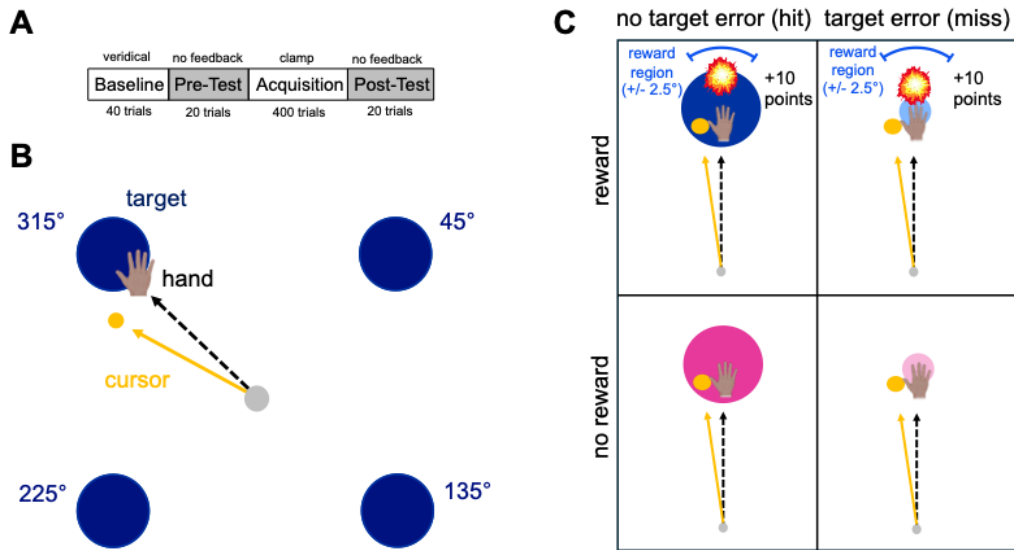 A
veridical no feedback clamp no feedback
Baseline Pre-Test Acquisition Post-Test
40 trials 20 trials 400 trials 20 trials
B
target
315° 45°
hand
cursor
225° 135°
C
no target error (hit) target error (miss)
reward
reward
region
(+/- 2.5°)
+10
points
reward
region
(+/- 2.5°)
+10
points
no reward